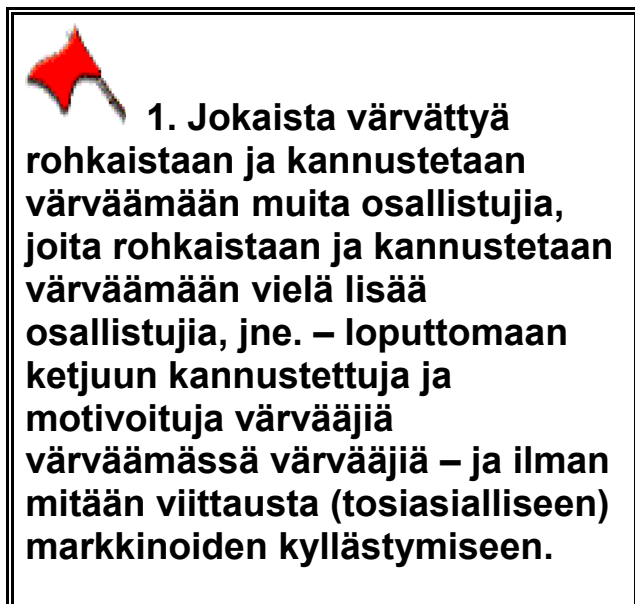 1. Jokaista värvättyä
rohkaistaan ja kannustetaan
värväämään muita osallistujia,
joita rohkaistaan ja kannustetaan
värväämään vielä lisää
osallistujia, jne. – loputtomaan
ketjuun kannustettuja ja
motivoituja värvääjiä
värväämässä värvääjiä – ja ilman
mitään viittausta (tosiasialliseen)
markkinoiden kyllästymiseen.